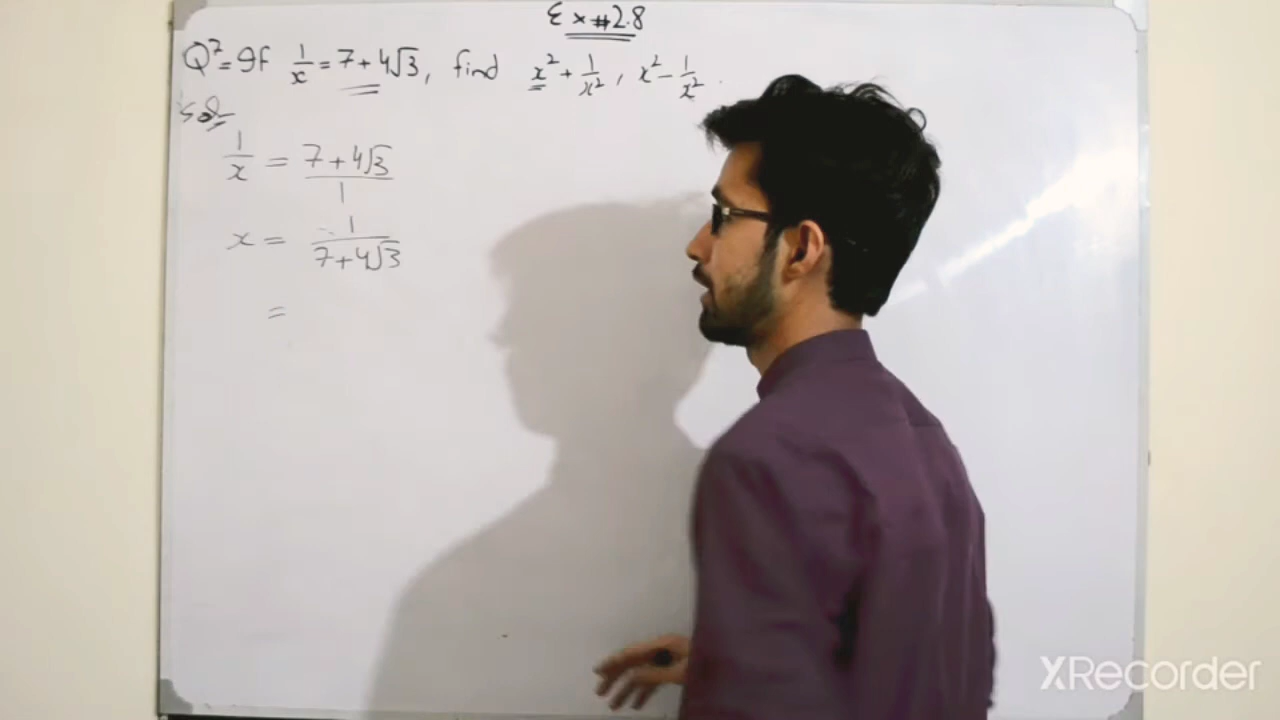 Ex #2.8
Q7= If 1/x = 7+4√3, find x² + 1/x², x² - 1/x².
Sol
1/x = 7+4√3/1
x = 1/7+4√3
=
XRecorder